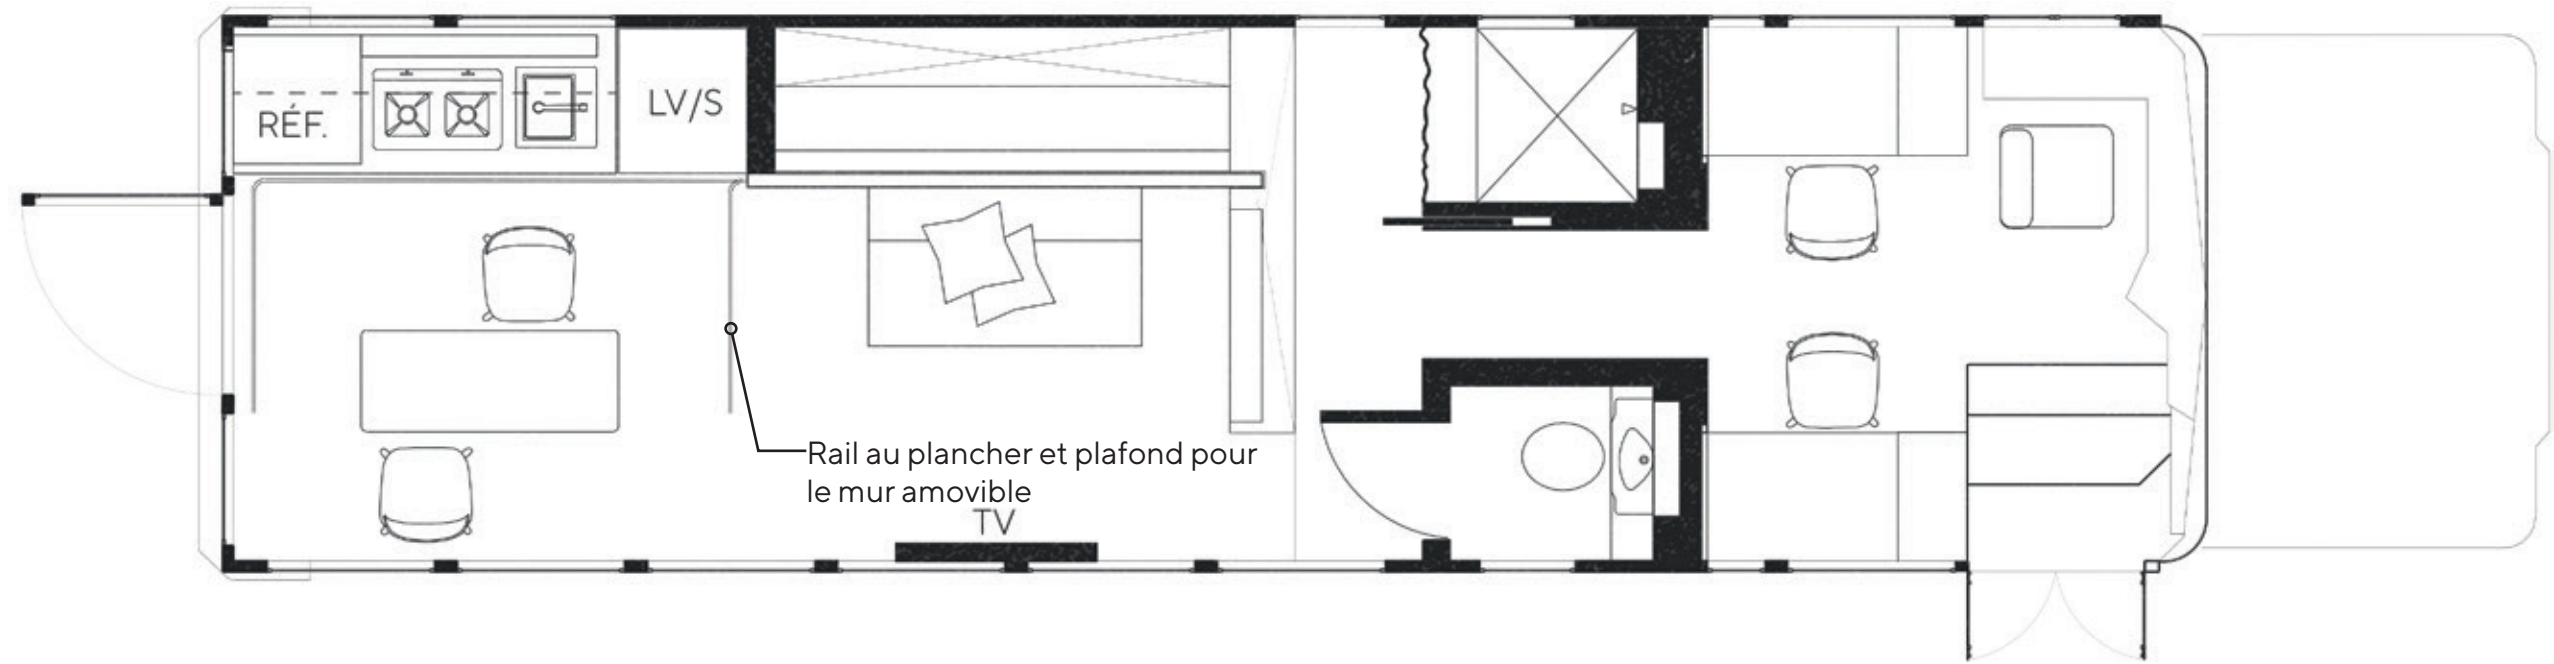 RÉF.
LV/S
Rail au plancher et plafond pour
le mur amovible
TV